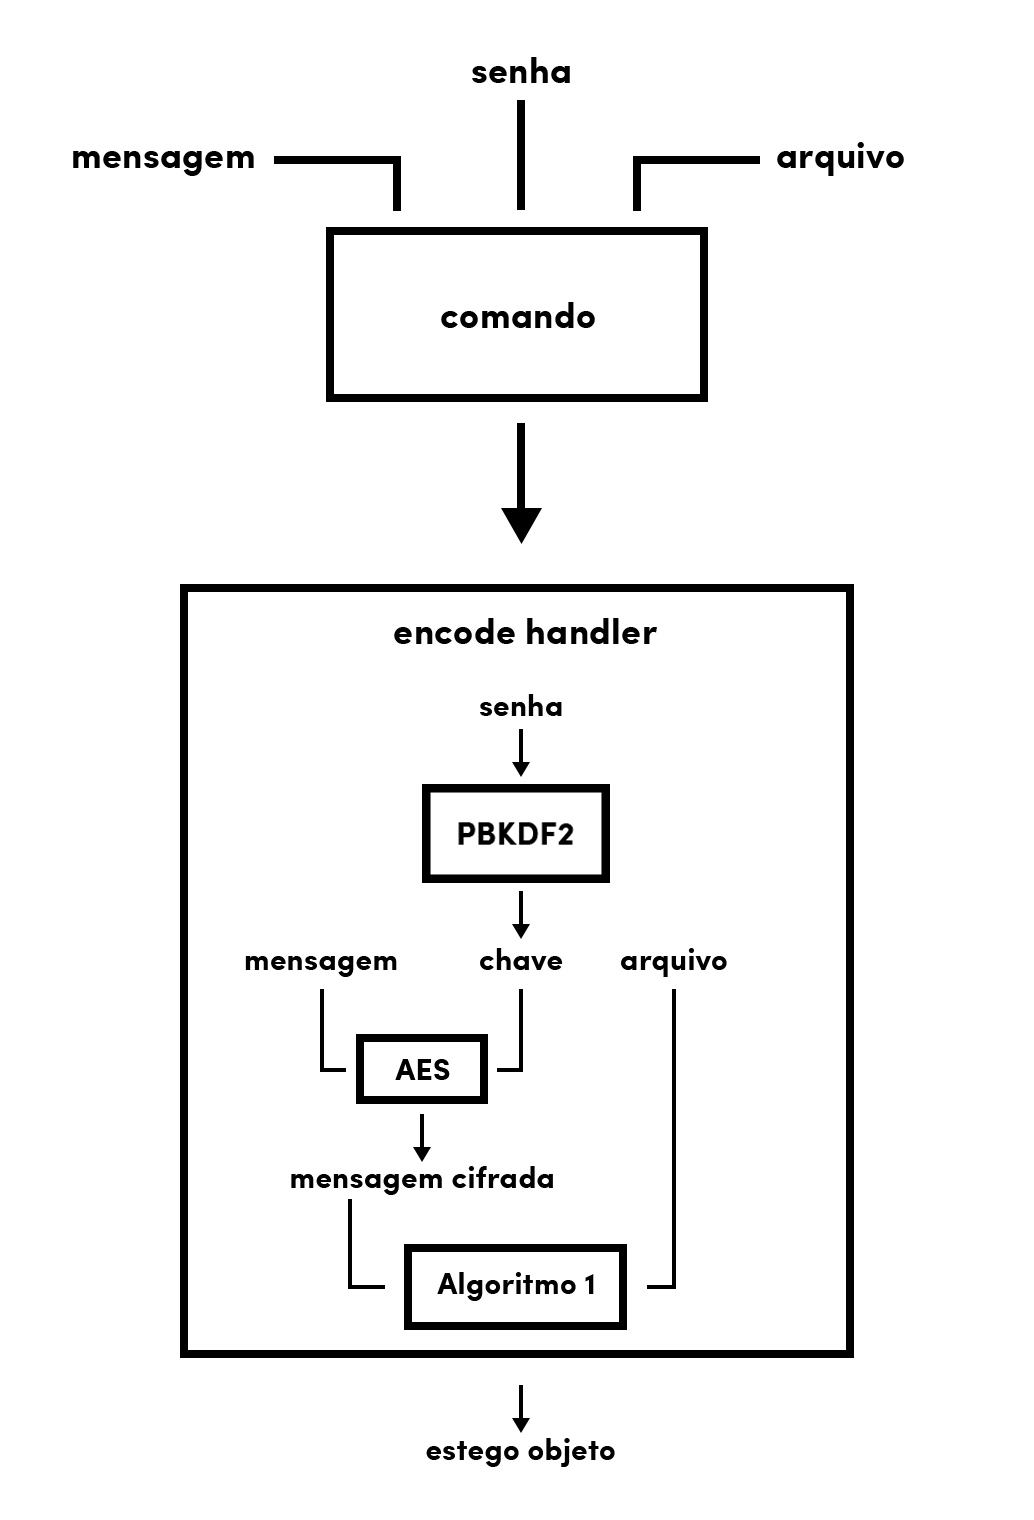 senha
mensagem
arquivo
comando
encode handler
senha
PBKDF2
mensagem
chave
arquivo
AES
mensagem cifrada
Algoritmo 1
estego objeto